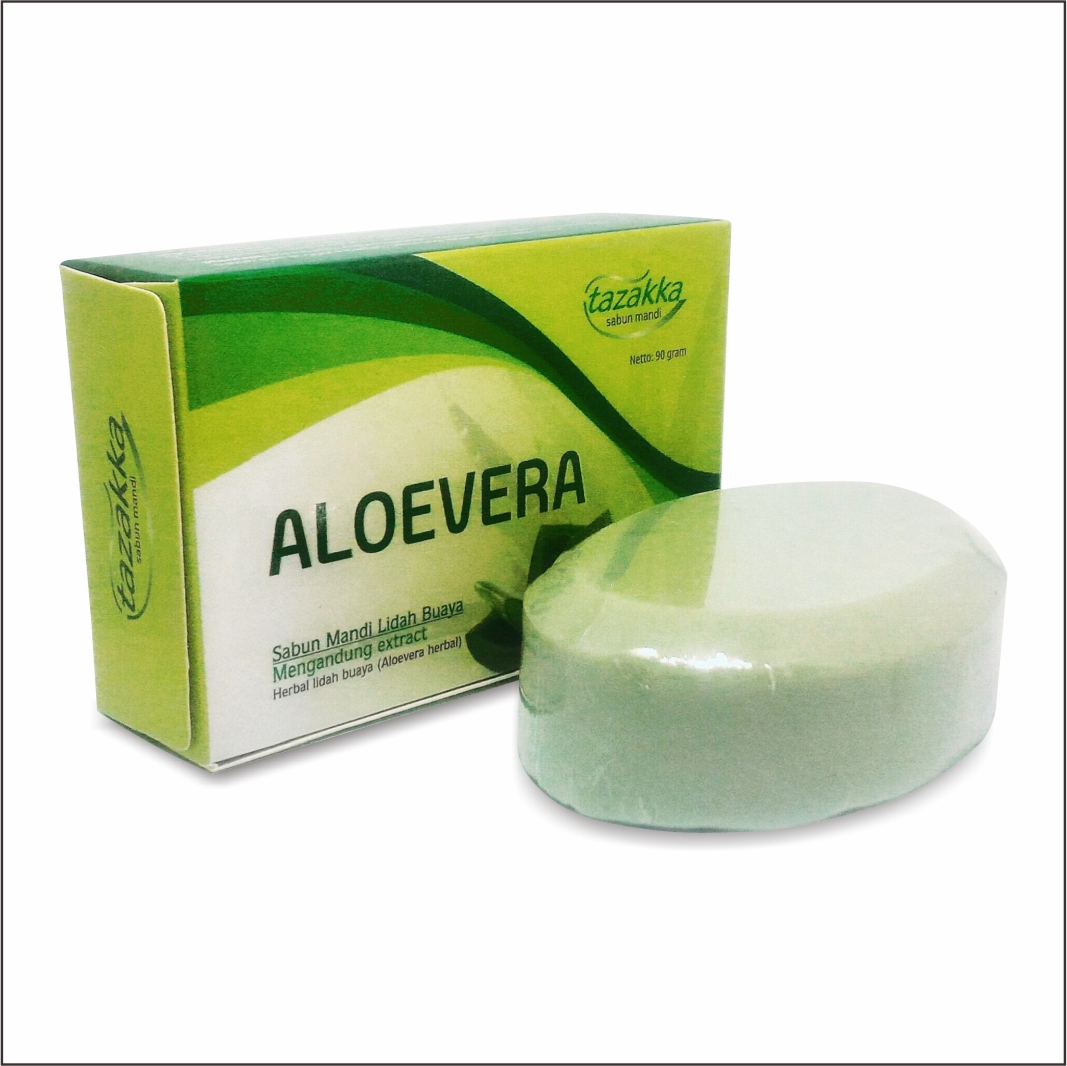 tazakka
sabun mandi
Netto: 90 gram
ALOEVERA
Sabun Mandi Lidah Buaya
Mengandung extract
Herbal lidah buaya (Aloevera herbal)
tazakka
sabun mandi